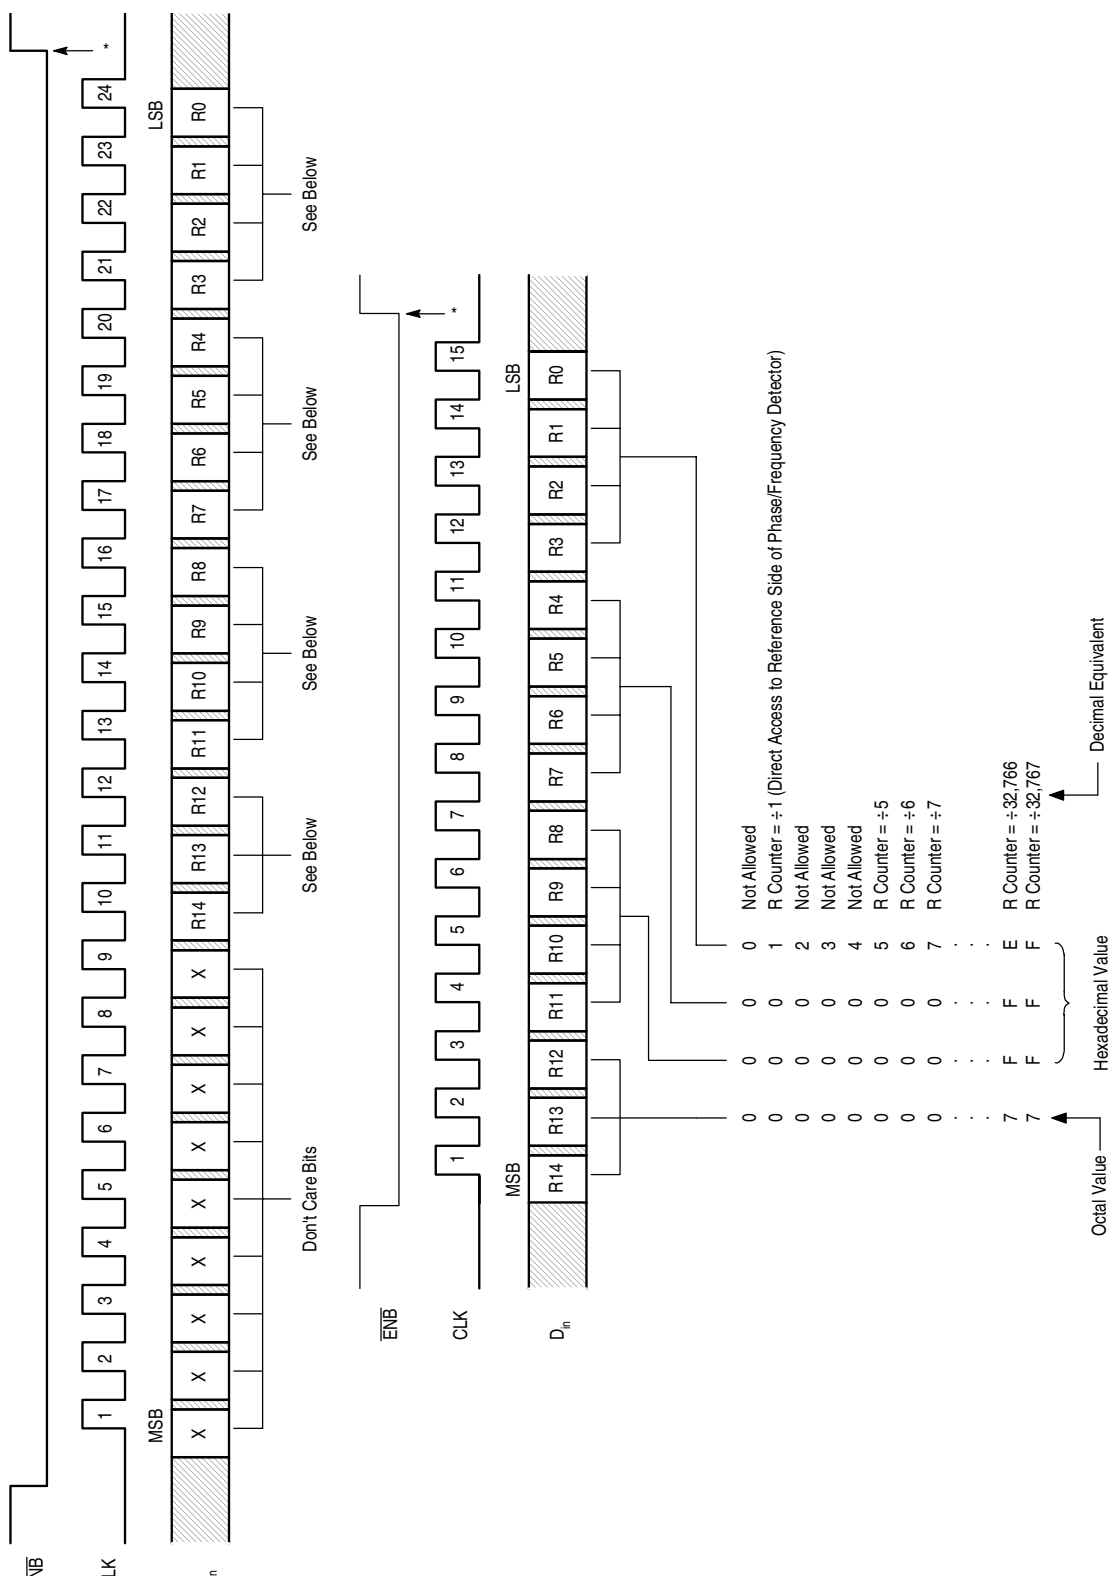 NB
LK
n
1 2 3 4 5 6 7 8 9 10 11 12 13 14 15 16 17 18 19 20 21 22 23 24
*
MSB
LSB
X X X X X X X X X R14 R13 R12 R11 R10 R9 R8 R7 R6 R5 R4 R3 R2 R1 R0
Don't Care Bits
See Below
See Below
See Below
See Below
ENB
CLK
1 2 3 4 5 6 7 8 9 10 11 12 13 14 15
*
MSB
LSB
Din
R14 R13 R12 R11 R10 R9 R8 R7 R6 R5 R4 R3 R2 R1 R0
0 0 0 0 Not Allowed
0 0 0 1 R Counter = ÷1 (Direct Access to Reference Side of Phase/Frequency Detector)
0 0 0 2 Not Allowed
0 0 0 3 Not Allowed
0 0 0 4 Not Allowed
0 0 0 5 R Counter = ÷5
0 0 0 6 R Counter = ÷6
0 0 0 7 R Counter = ÷7
· · · ·
· · · ·
· · · ·
7 F F E R Counter = ÷32,766
7 F F F R Counter = ÷32,767
Octal Value
Hexadecimal Value
Decimal Equivalent